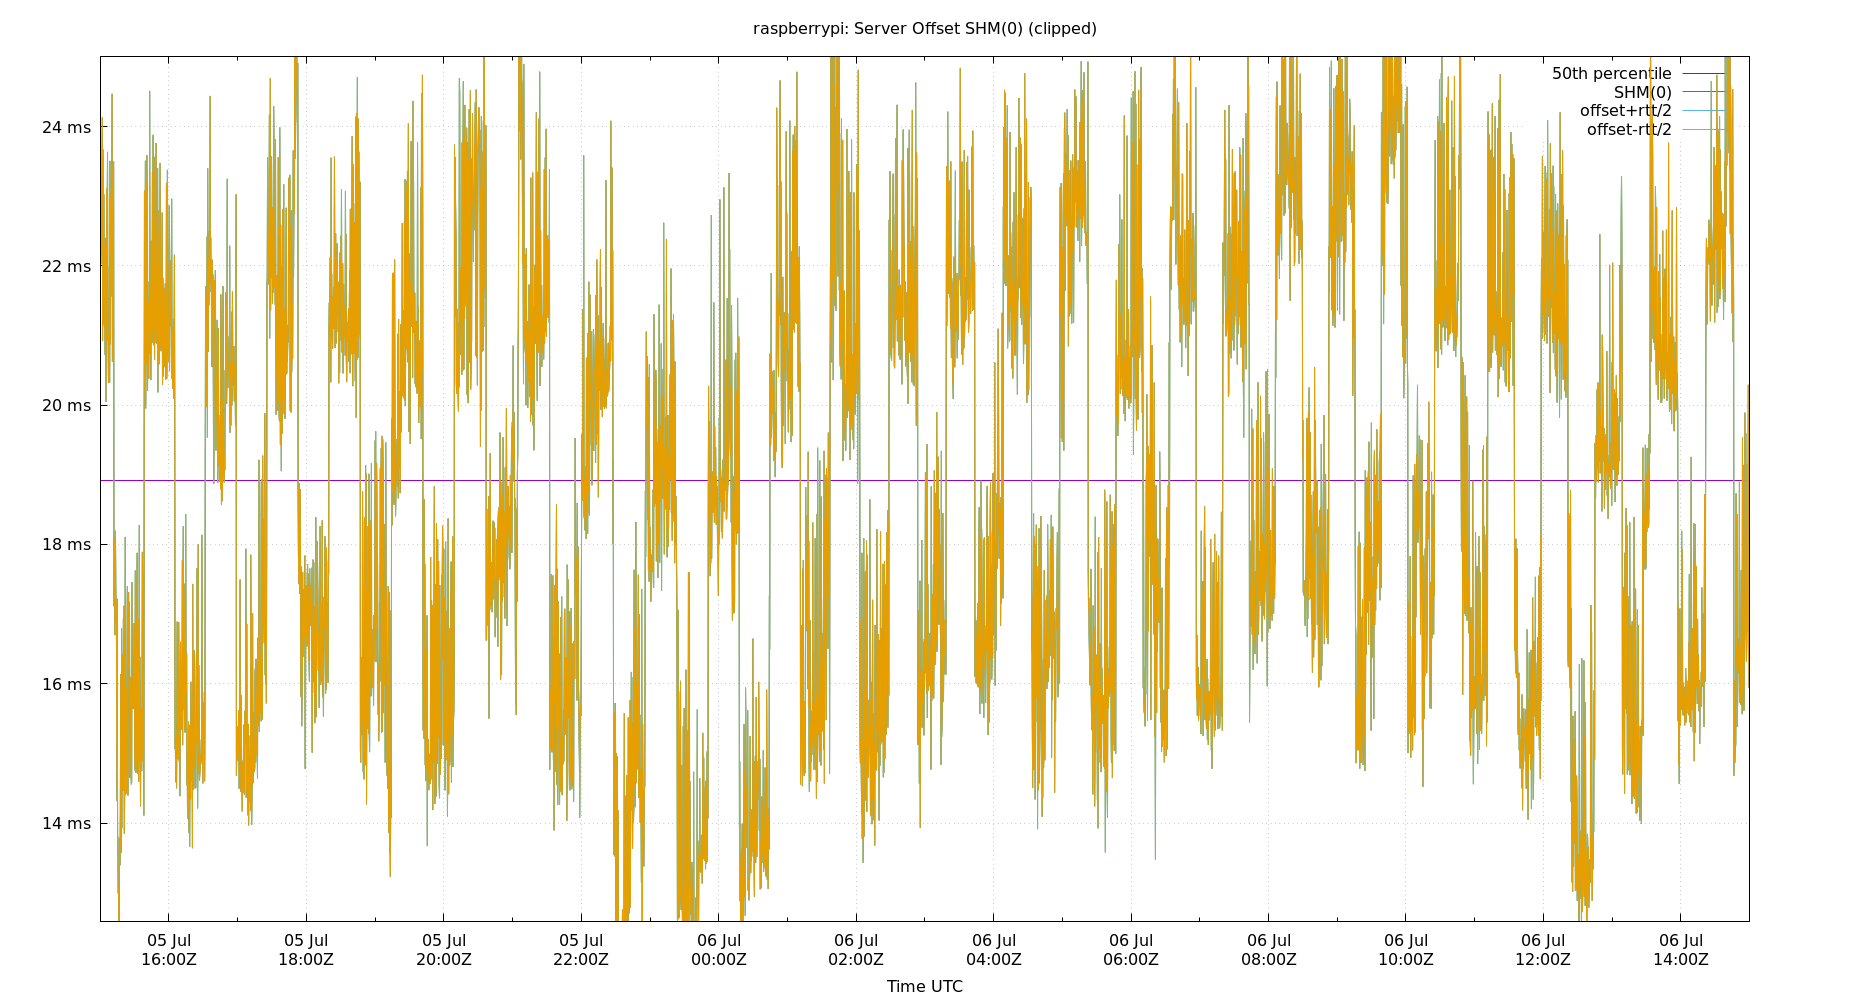 raspberrypi: Server Offset SHM(0) (clipped)
50th percentile
SHM(0)
offset+rtt/2
offset-rtt/2
24 ms
22 ms
20 ms
18 ms
16 ms
14 ms
05 Jul 05 Jul 05 Jul 05 Jul 06 Jul 06 Jul 06 Jul 06 Jul 06 Jul 06 Jul 06 Jul 06 Jul
16:00Z 18:00Z 20:00Z 22:00Z 00:00Z 02:00Z 04:00Z 06:00Z 08:00Z 10:00Z 12:00Z 14:00Z
Time UTC